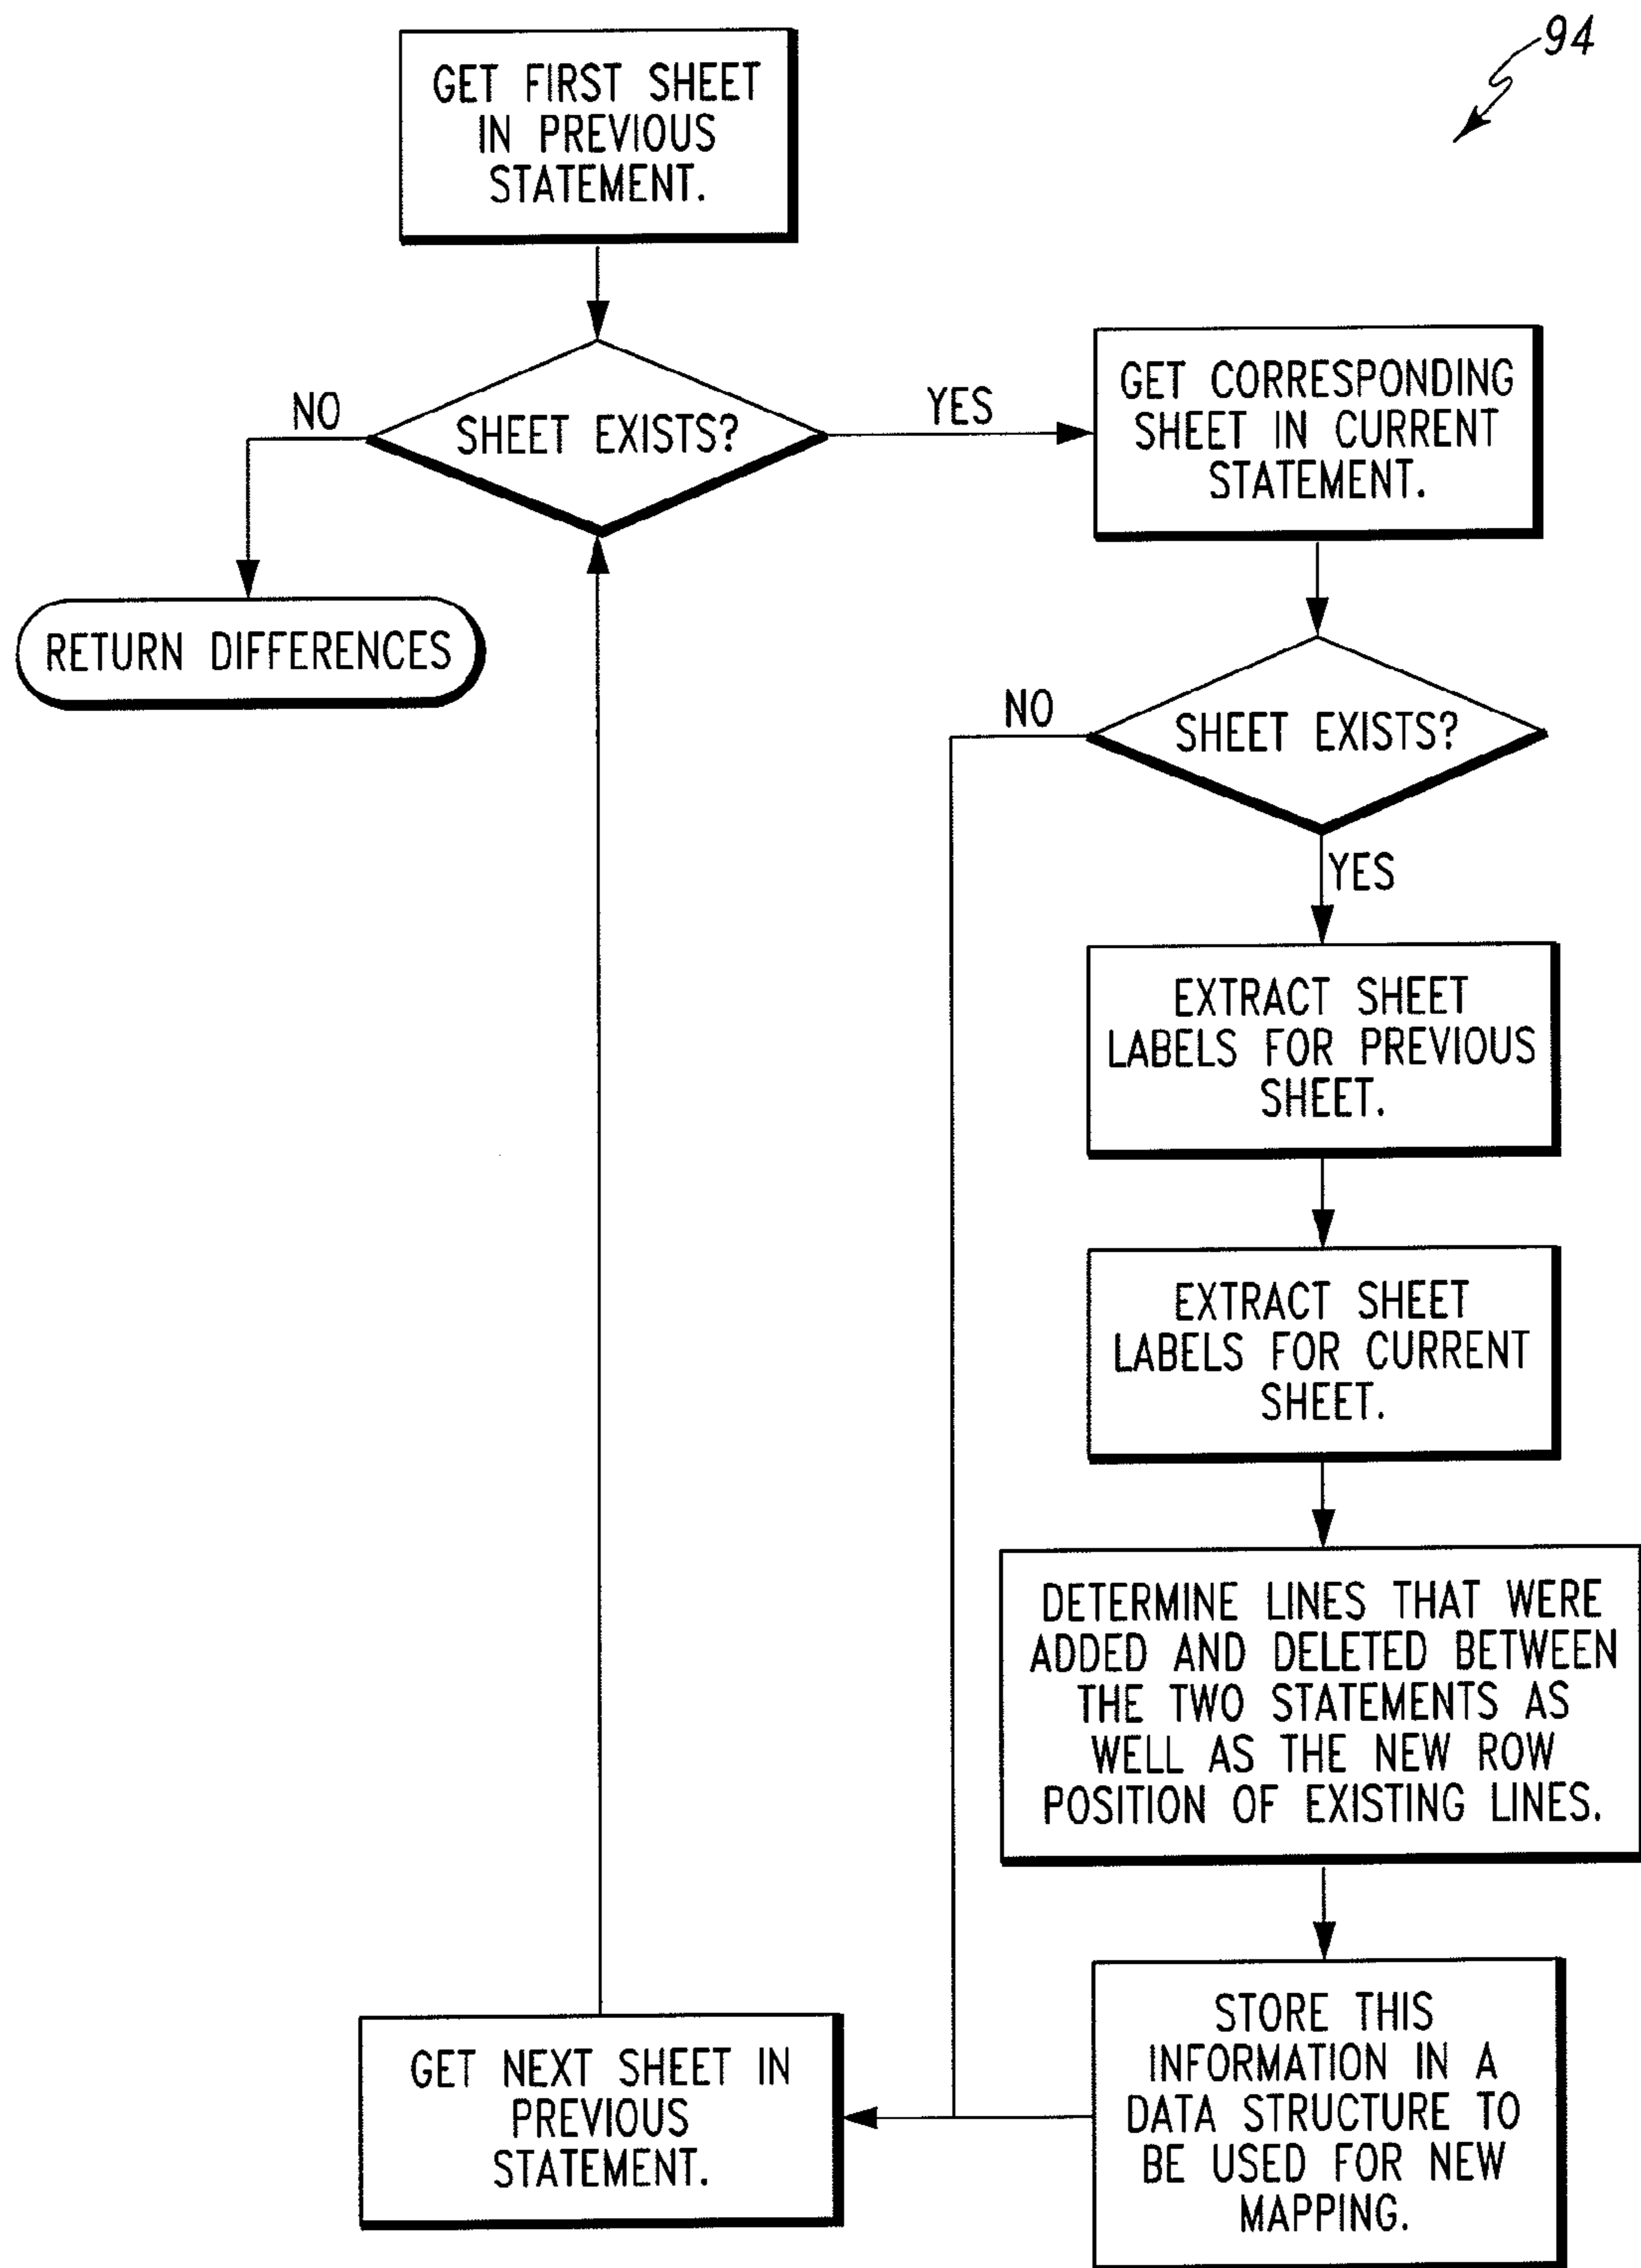 94
GET FIRST SHEET
IN PREVIOUS
STATEMENT.
NO
SHEET EXISTS?
YES
GET CORRESPONDING
SHEET IN CURRENT
STATEMENT.
RETURN DIFFERENCES
NO
SHEET EXISTS?
YES
EXTRACT SHEET
LABELS FOR PREVIOUS
SHEET.
EXTRACT SHEET
LABELS FOR CURRENT
SHEET.
DETERMINE LINES THAT WERE
ADDED AND DELETED BETWEEN
THE TWO STATEMENTS AS
WELL AS THE NEW ROW
POSITION OF EXISTING LINES.
STORE THIS
INFORMATION IN A
DATA STRUCTURE TO
BE USED FOR NEW
MAPPING.
GET NEXT SHEET IN
PREVIOUS
STATEMENT.